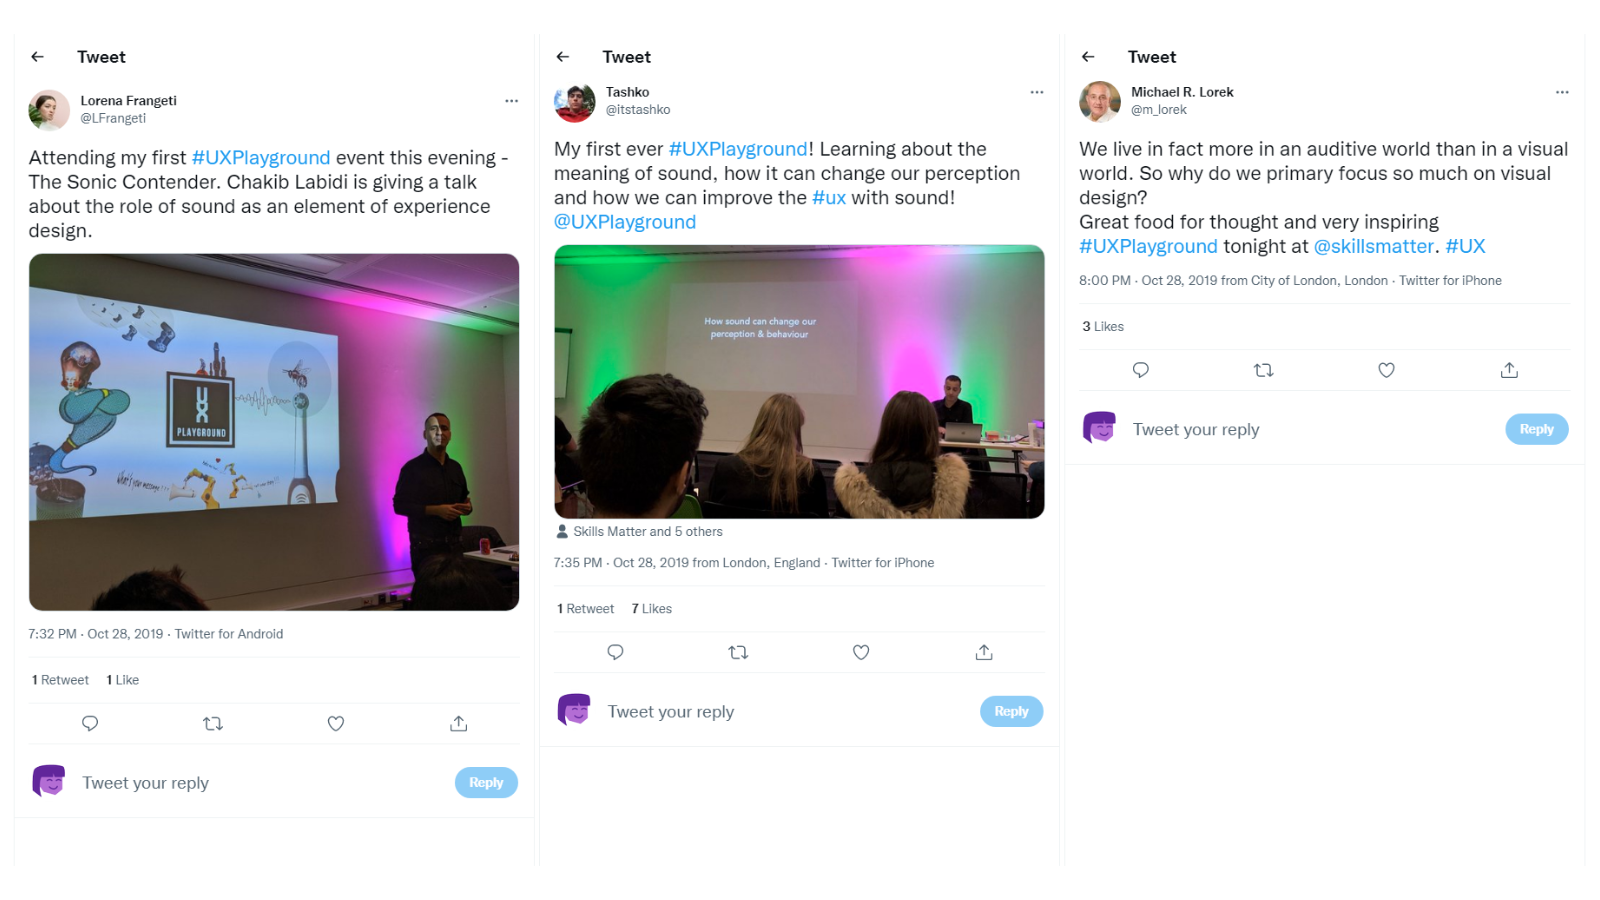 Tweet
Lorena Frangeti
@LFrangeti
Attending my first #UXPlayground event this evening -
The Sonic Contender. Chakib Labidi is giving a talk
about the role of sound as an element of experience
design.
UX
PLAYGROUND
What's your message?
7:32 PM · Oct 28, 2019 · Twitter for Android
1 Retweet 1 Like
Tweet your reply
Reply
Tweet
Tashko
@itstashko
My first ever #UXPlayground! Learning about the
meaning of sound, how it can change our perception
and how we can improve the #ux with sound!
@UXPlayground
How sound can change our
perception & behaviour
Skills Matter and 5 others
7:35 PM · Oct 28, 2019 from London, England · Twitter for iPhone
1 Retweet 7 Likes
Tweet your reply
Reply
Tweet
Michael R. Lorek
@m_lorek
We live in fact more in an auditive world than in a visual
world. So why do we primary focus so much on visual
design?
Great food for thought and very inspiring
#UXPlayground tonight at @skillsmatter. #UX
8:00 PM · Oct 28, 2019 from City of London, London · Twitter for iPhone
3 Likes
Tweet your reply
Reply